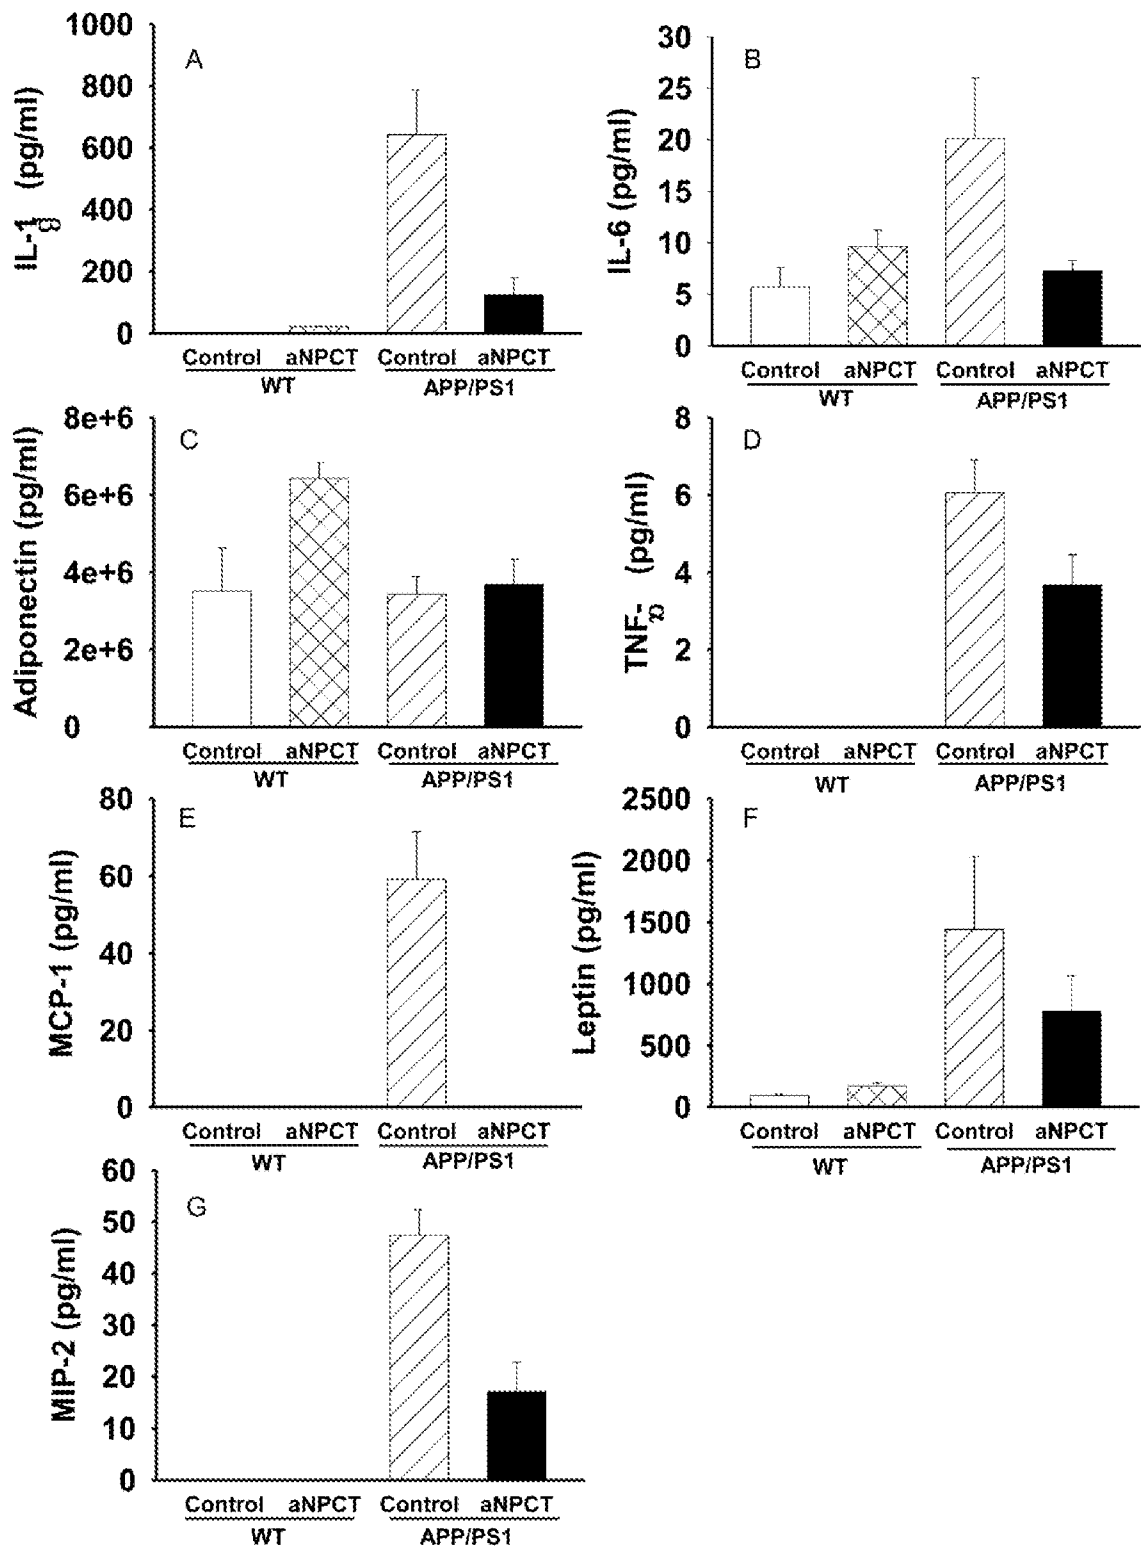 A
IL-1β (pg/ml)
1000
800
600
400
200
0
Control aNPCT Control aNPCT
WT APP/PS1
B
IL-6 (pg/ml)
30
25
20
15
10
5
0
Control aNPCT Control aNPCT
WT APP/PS1
C
Adiponectin (pg/ml)
8e+6
6e+6
4e+6
2e+6
0
Control aNPCT Control aNPCT
WT APP/PS1
D
TNF-α (pg/ml)
8
6
4
2
0
Control aNPCT Control aNPCT
WT APP/PS1
E
MCP-1 (pg/ml)
80
60
40
20
0
Control aNPCT Control aNPCT
WT APP/PS1
F
Leptin (pg/ml)
2500
2000
1500
1000
500
0
Control aNPCT Control aNPCT
WT APP/PS1
G
MIP-2 (pg/ml)
60
50
40
30
20
10
0
Control aNPCT Control aNPCT
WT APP/PS1